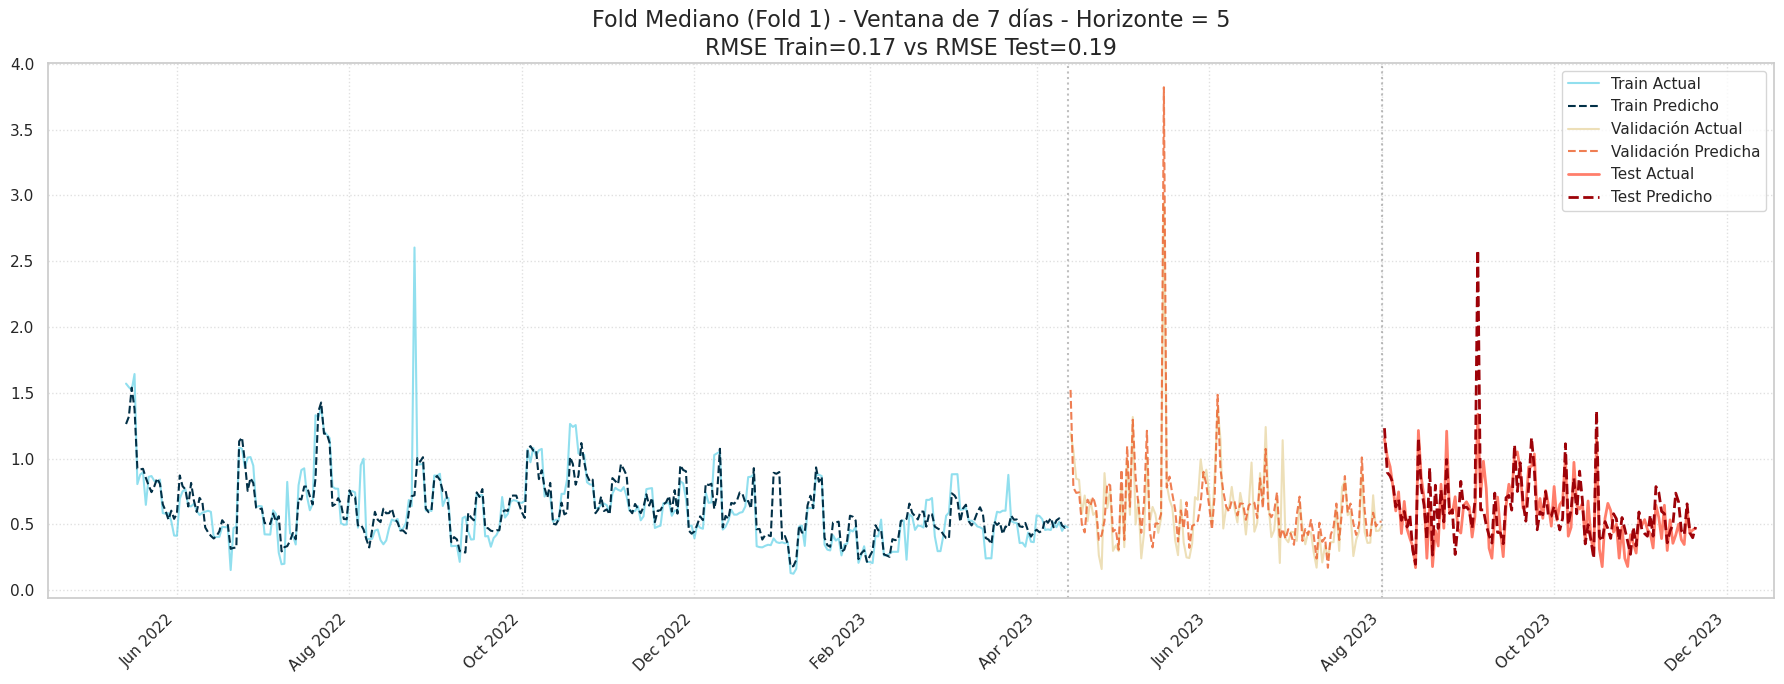 Fold Mediano (Fold 1) - Ventana de 7 días - Horizonte = 5
RMSE Train=0.17 vs RMSE Test=0.19
4.0
3.5
3.0
2.5
2.0
1.5
1.0
0.5
0.0
Train Actual
Train Predicho
Validación Actual
Validación Predicha
Test Actual
Test Predicho
Jun 2022
Aug 2022
Oct 2022
Dec 2022
Feb 2023
Apr 2023
Jun 2023
Aug 2023
Oct 2023
Dec 2023